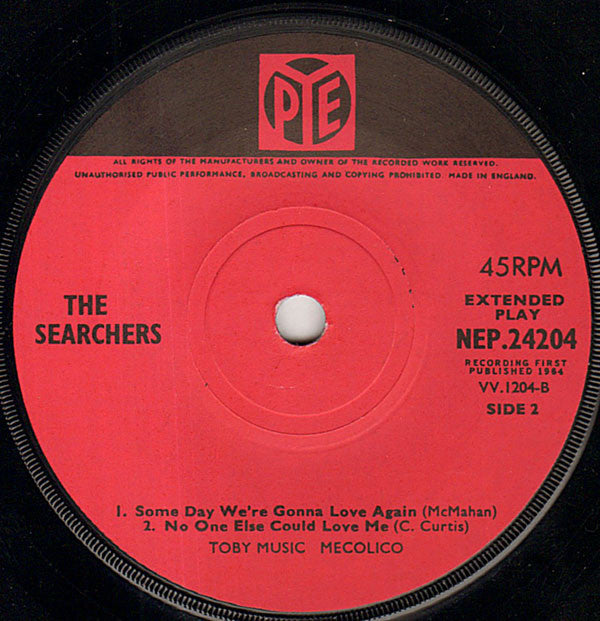 PYE
ALL RIGHTS OF THE MANUFACTURERS AND OWNER OF THE RECORDED WORK RESERVED.
UNAUTHORISED PUBLIC PERFORMANCE, BROADCASTING AND COPYING PROHIBITED. MADE IN ENGLAND.
45RPM
THE
SEARCHERS
EXTENDED
PLAY
NEP.24204
RECORDING FIRST
PUBLISHED 1964
VV.1204-B
SIDE 2
1. Some Day We're Gonna Love Again (McMahan)
2. No One Else Could Love Me (C. Curtis)
TOBY MUSIC MECOLICO